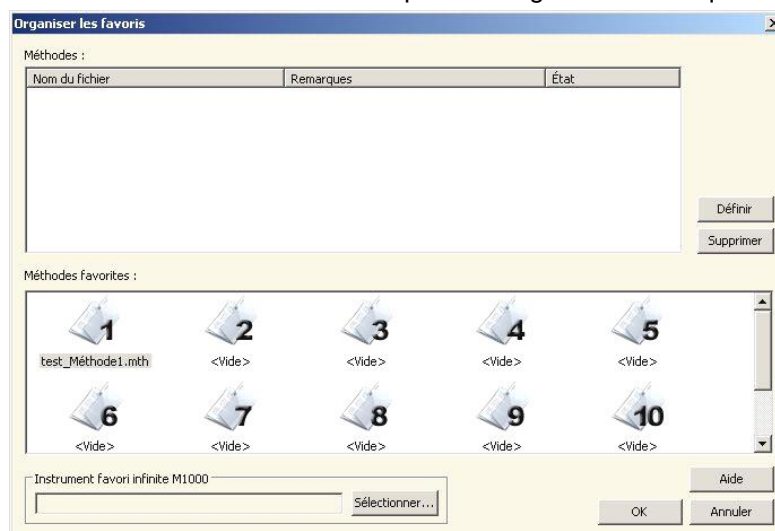 Organiser les favoris
Méthodes :
Nom du fichier Remarques État
Définir
Supprimer
Méthodes favorites :
1 2 3 4 5
test_Méthode1.mth <Vide> <Vide> <Vide> <Vide>
6 7 8 9 10
<Vide> <Vide> <Vide> <Vide> <Vide>
Instrument favori infinite M1000
Sélectionner...
Aide
OK Annuler